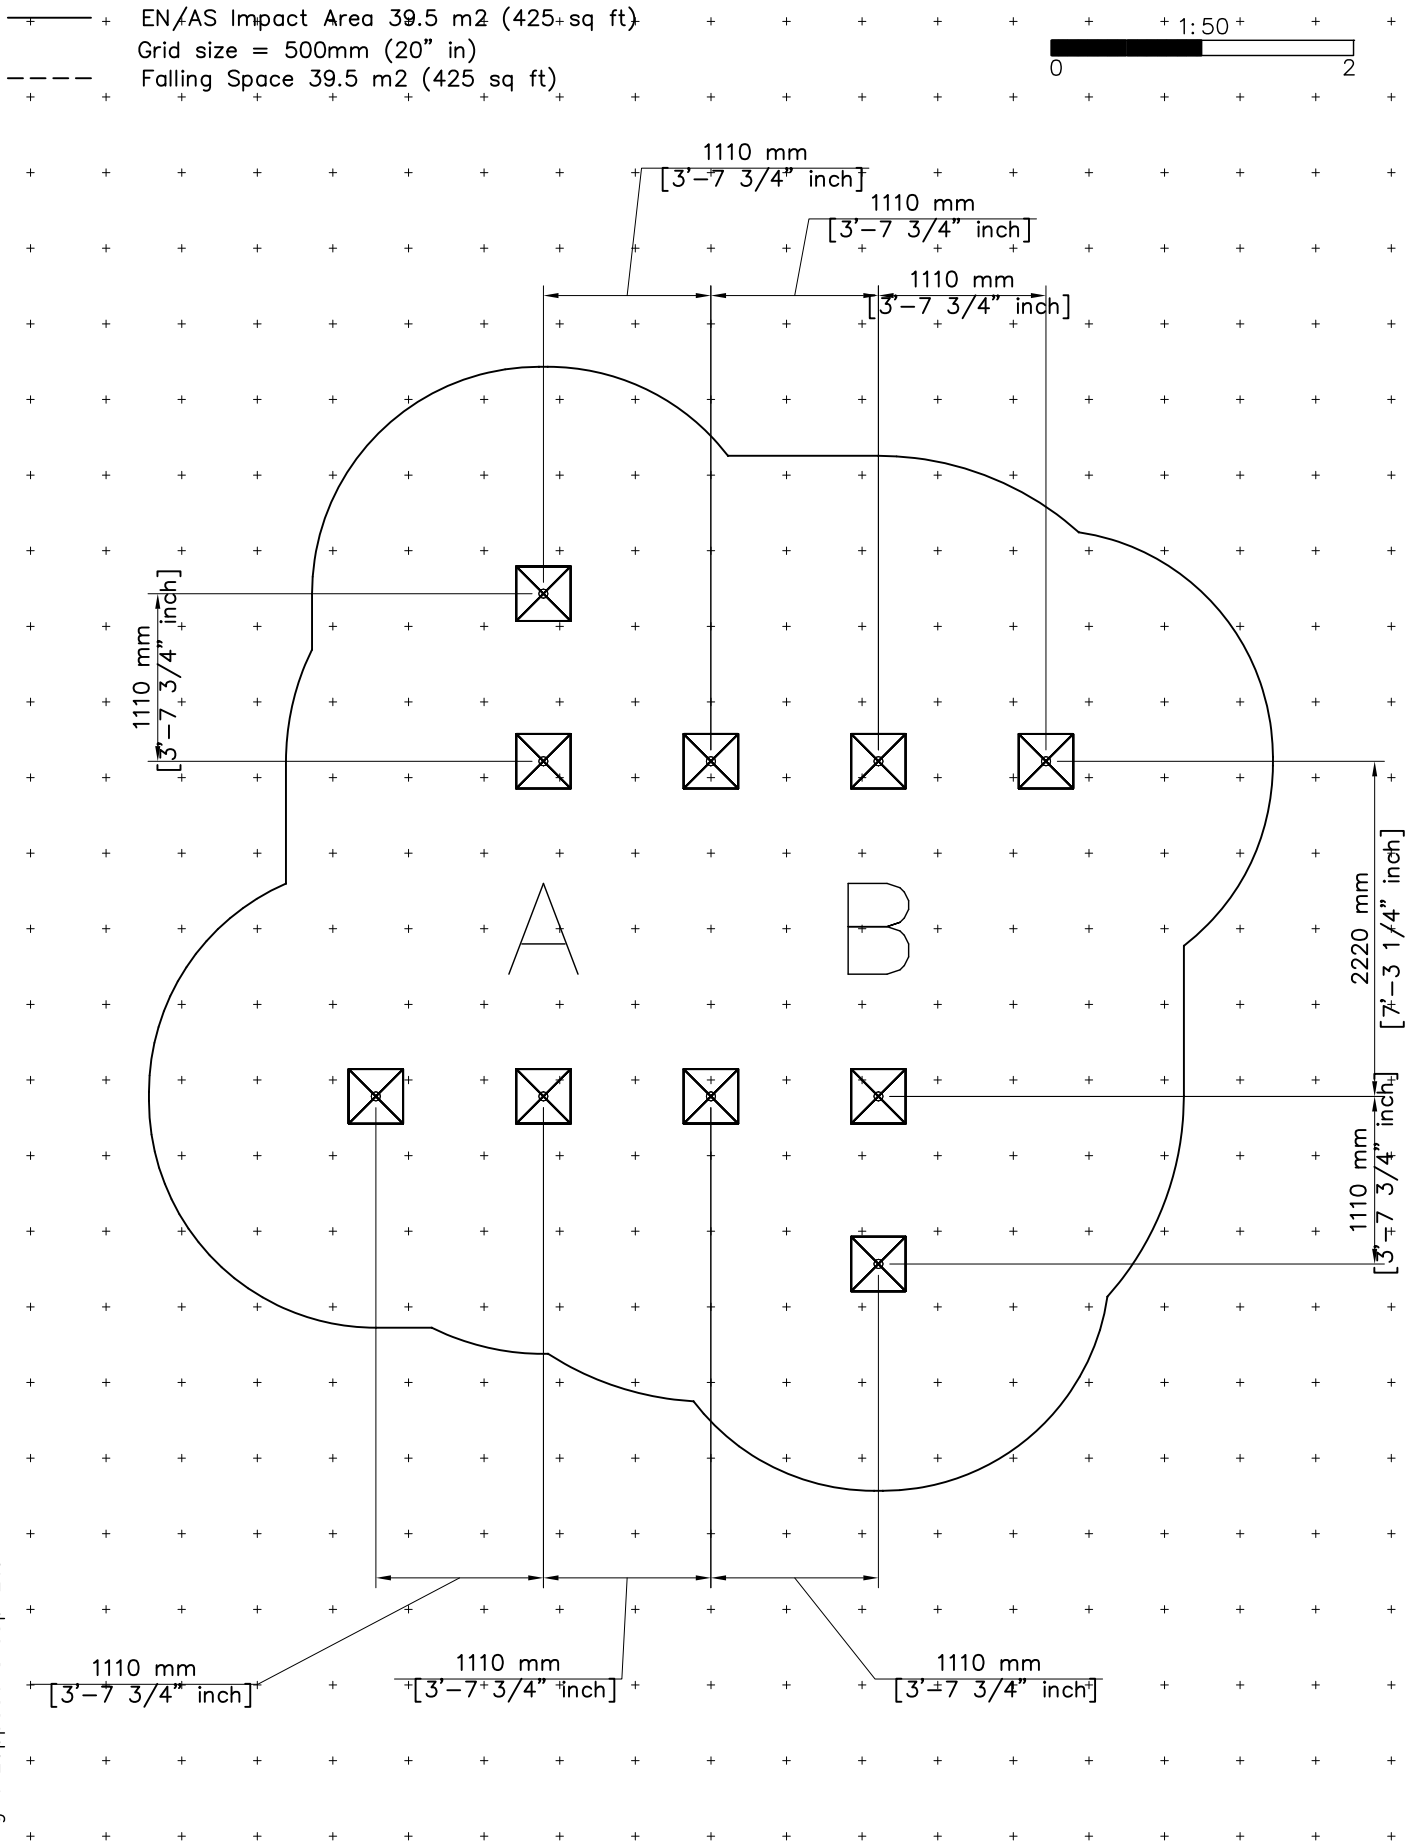 EN/AS Impact Area 39.5 m2 (425 sq ft)
Grid size = 500mm (20" in)
Falling Space 39.5 m2 (425 sq ft)
1:50
0
2
1110 mm
[3'-7 3/4" inch]
1110 mm
[3'-7 3/4" inch]
1110 mm
[3'-7 3/4" inch]
1110 mm
[3'-7 3/4" inch]
A
B
2220 mm
[7'-3 1/4" inch]
1110 mm
[3'-7 3/4" inch]
1110 mm
[3'-7 3/4" inch]
1110 mm
[3'-7 3/4" inch]
1110 mm
[3'-7 3/4" inch]